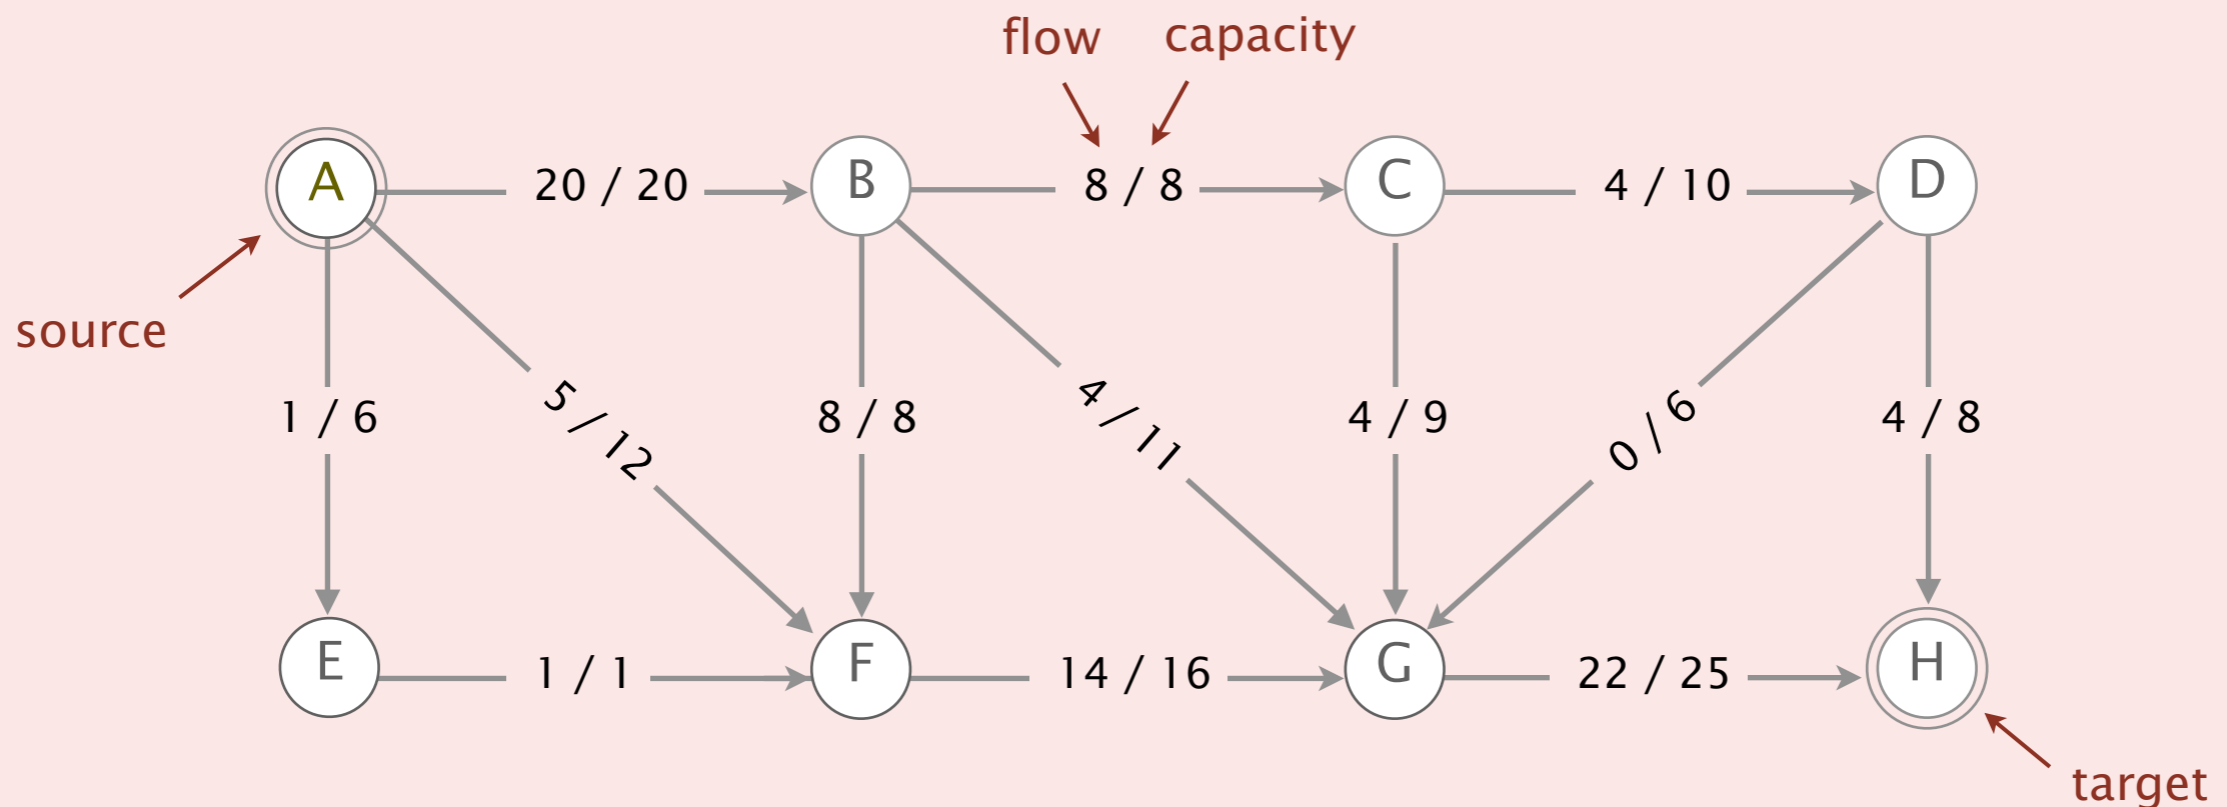 flow capacity
A 20 / 20 B 8 / 8 C 4 / 10 D
source
1 / 6 5 / 12 8 / 8 4 / 11 4 / 9 0 / 6 4 / 8
E 1 / 1 F 14 / 16 G 22 / 25 H
target